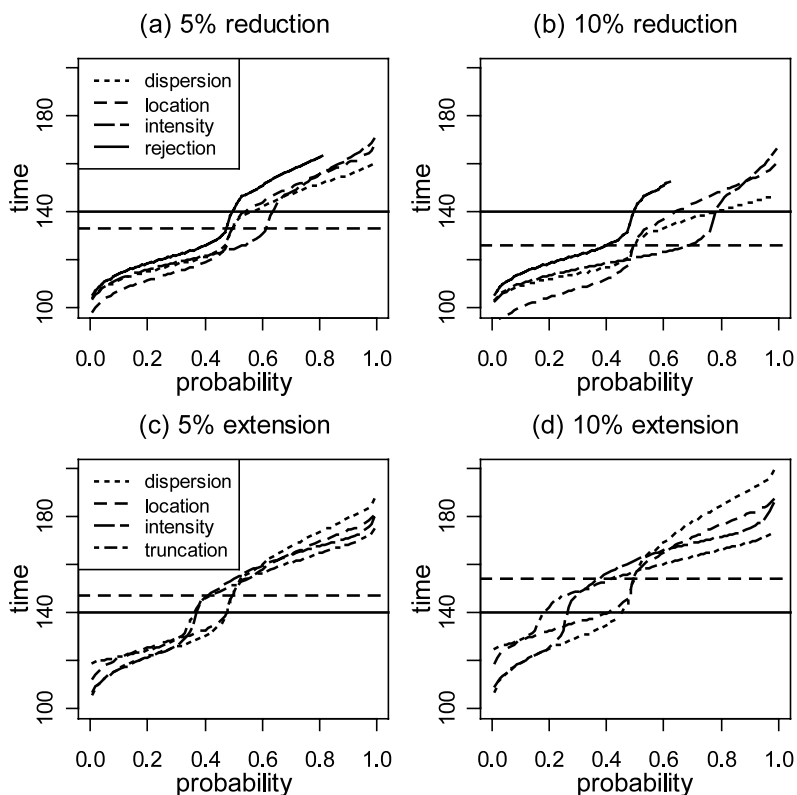 (a) 5% reduction
dispersion
location
intensity
rejection
time
100
140
180
0.0 0.2 0.4 0.6 0.8 1.0
probability
(b) 10% reduction
time
100
140
180
0.0 0.2 0.4 0.6 0.8 1.0
probability
(c) 5% extension
dispersion
location
intensity
truncation
time
100
140
180
0.0 0.2 0.4 0.6 0.8 1.0
probability
(d) 10% extension
time
100
140
180
0.0 0.2 0.4 0.6 0.8 1.0
probability